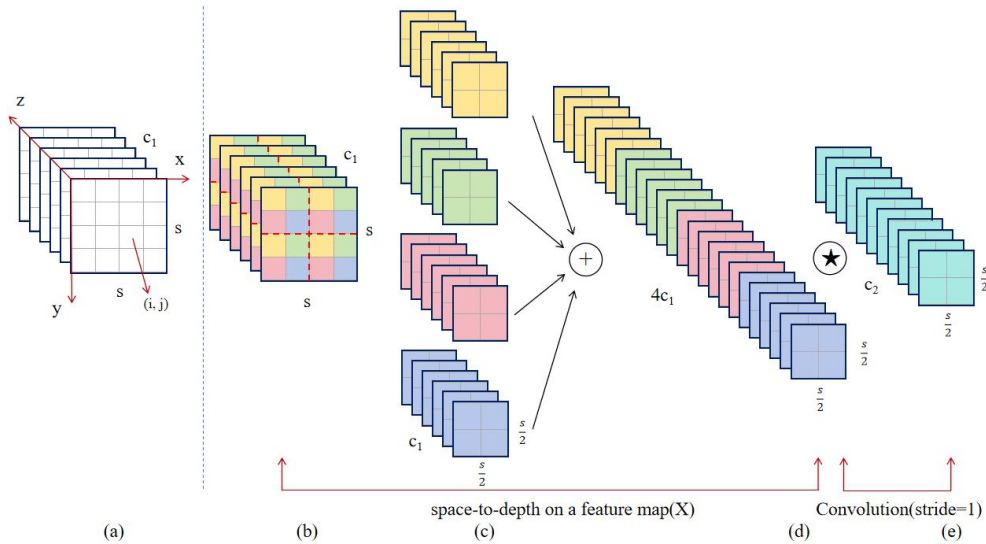 z
c₁
x
s
s
y
(i, j)
c₁
s
s
c₁
s/2
s/2
+
4c₁
s/2
s/2
★
c₂
s/2
s/2
space-to-depth on a feature map(X)
Convolution(stride=1)
(a)
(b)
(c)
(d)
(e)